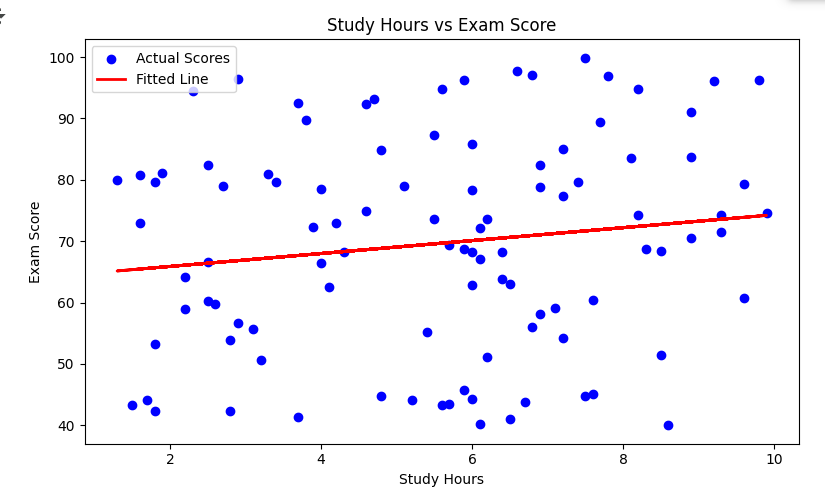 Study Hours vs Exam Score
Actual Scores
Fitted Line
100
90
80
70
60
50
40
Exam Score
2
4
6
8
10
Study Hours